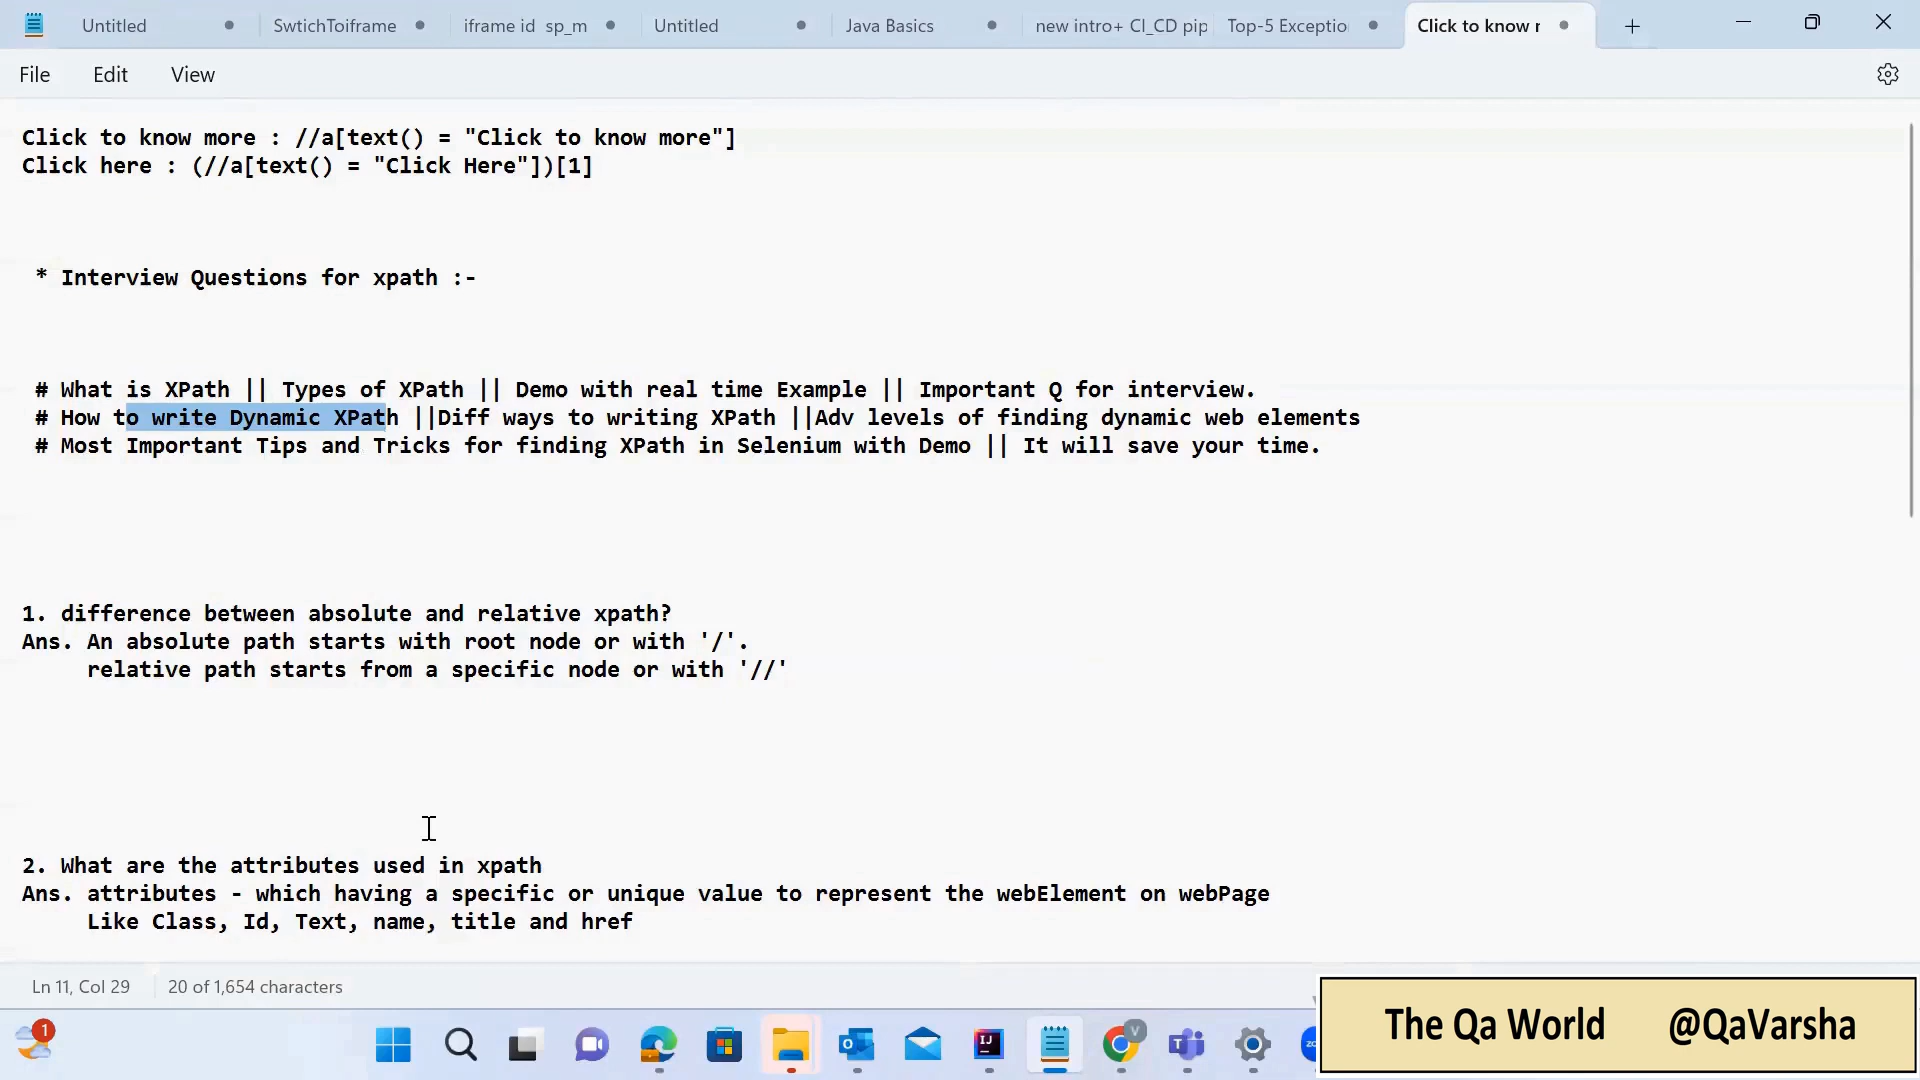 Untitled SwtichToiframe iframe id sp_m Untitled Java Basics new intro+ CI_CD pip Top-5 Exceptio Click to know r
File Edit View
Click to know more : //a[text() = "Click to know more"]
Click here : (//a[text() = "Click Here"])[1]
* Interview Questions for xpath :-
# What is XPath || Types of XPath || Demo with real time Example || Important Q for interview.
# How to write Dynamic XPath ||Diff ways to writing XPath ||Adv levels of finding dynamic web elements
# Most Important Tips and Tricks for finding XPath in Selenium with Demo || It will save your time.
1. difference between absolute and relative xpath?
Ans. An absolute path starts with root node or with '/'.
relative path starts from a specific node or with '//'
2. What are the attributes used in xpath
Ans. attributes - which having a specific or unique value to represent the webElement on webPage
Like Class, Id, Text, name, title and href
Ln 11, Col 29 20 of 1,654 characters
The Qa World @QaVarsha
1
V